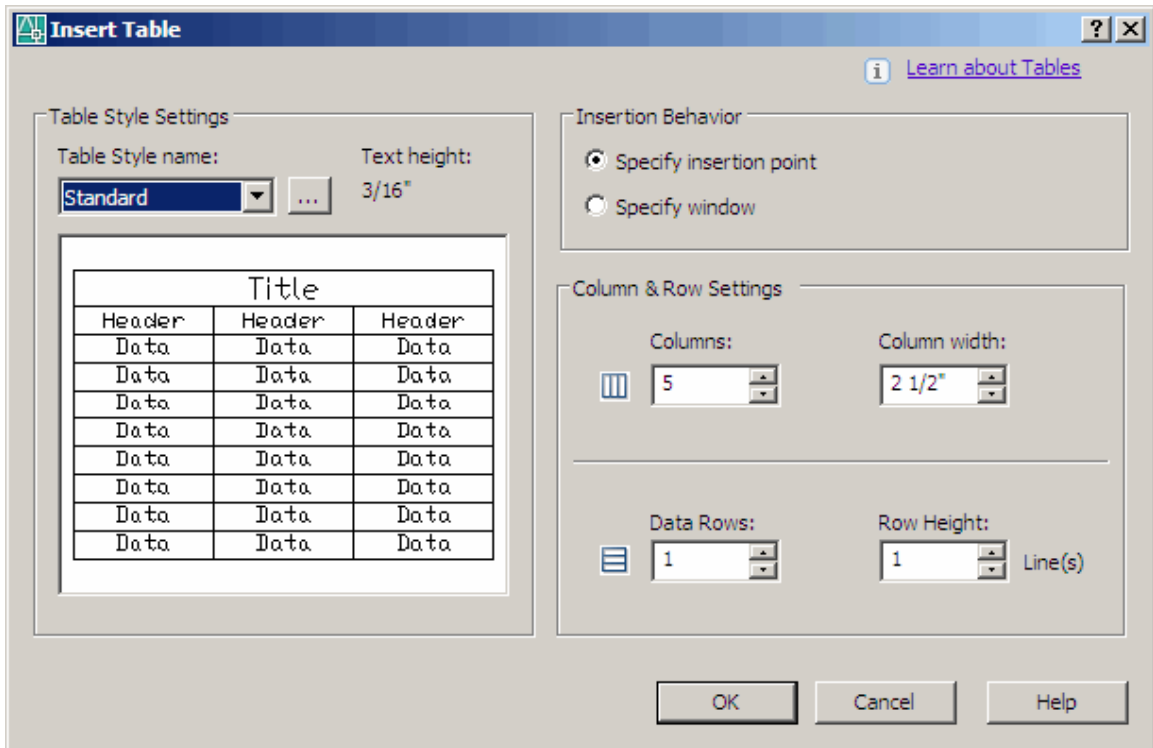 Insert Table
Learn about Tables
Table Style Settings
Table Style name: Text height:
Standard ... 3/16"
Title
Header Header Header
Data Data Data
Data Data Data
Data Data Data
Data Data Data
Data Data Data
Data Data Data
Data Data Data
Data Data Data
Insertion Behavior
Specify insertion point
Specify window
Column & Row Settings
Columns: Column width:
5 2 1/2"
Data Rows: Row Height:
1 1 Line(s)
OK Cancel Help